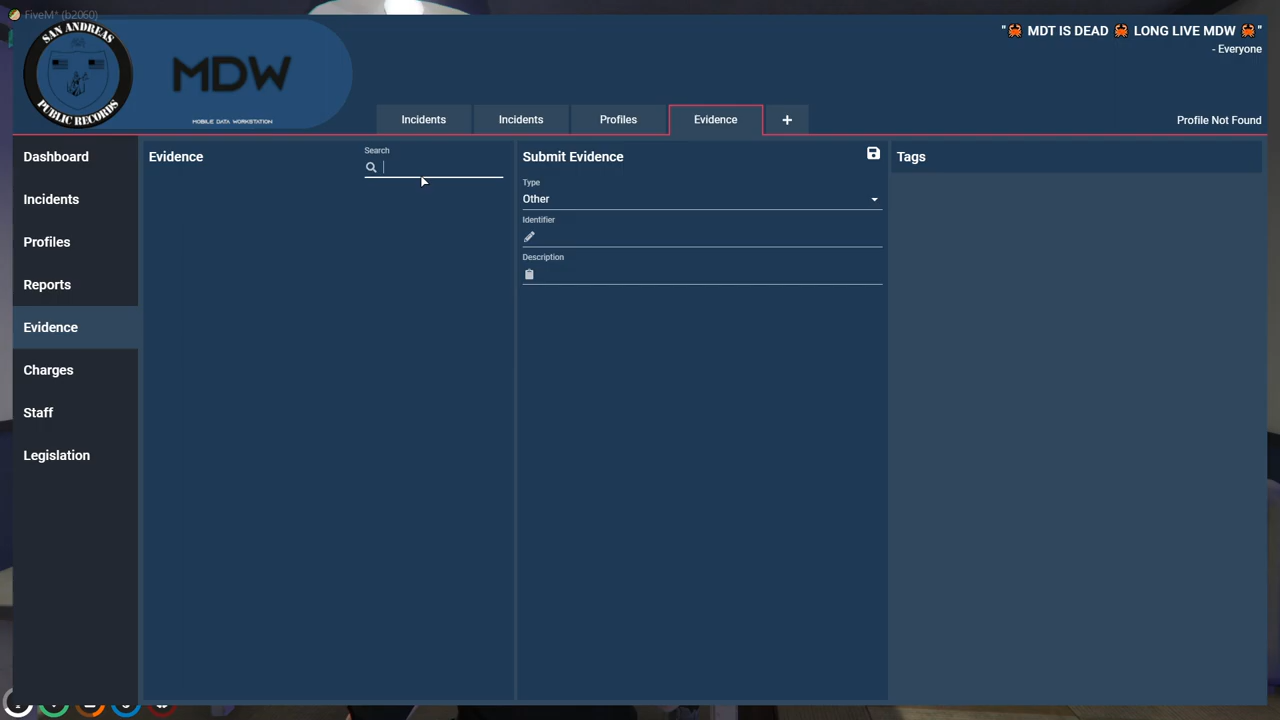 FiveM* (b2060)
SAN ANDREAS
PUBLIC RECORDS
MDW
MOBILE DATA WORKSTATION
"🦀 MDT IS DEAD 🦀 LONG LIVE MDW 🦀"
- Everyone
Incidents
Incidents
Profiles
Evidence
+
Profile Not Found
Dashboard
Incidents
Profiles
Reports
Evidence
Charges
Staff
Legislation
Evidence
Search
Submit Evidence
Type
Other
Identifier
Description
Tags